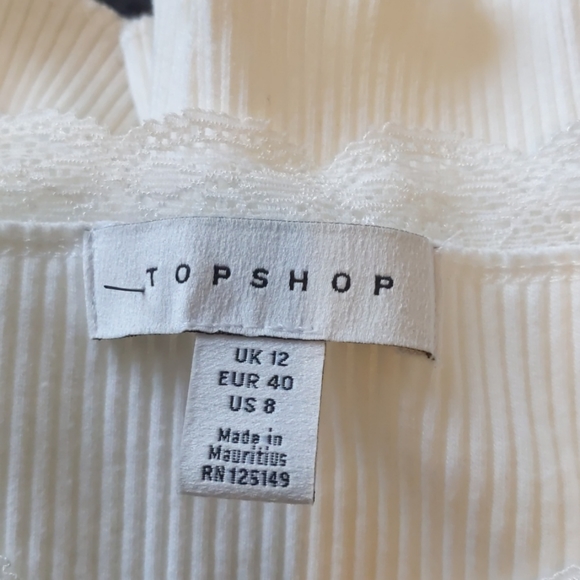 TOPSHOP
UK 12
EUR 40
US 8
Made in
Mauritius
RN 125149